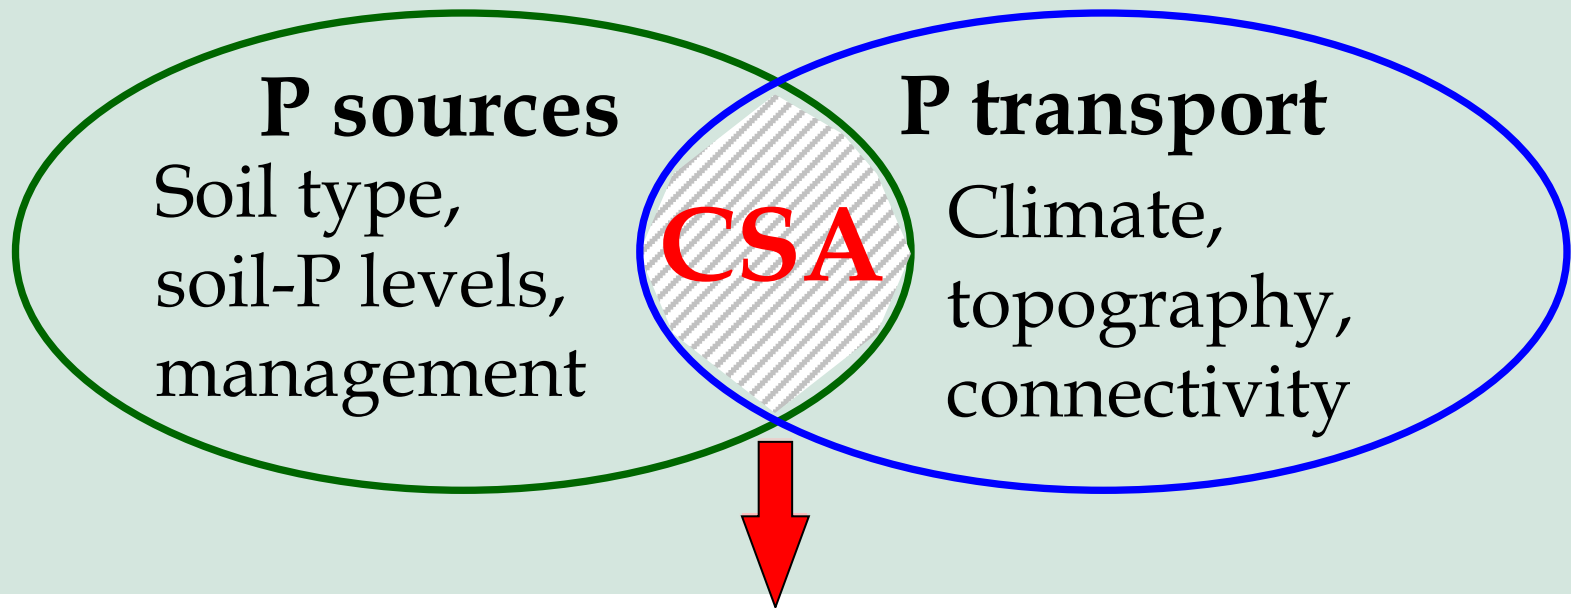 P sources
Soil type,
soil-P levels,
management
CSA
P transport
Climate,
topography,
connectivity